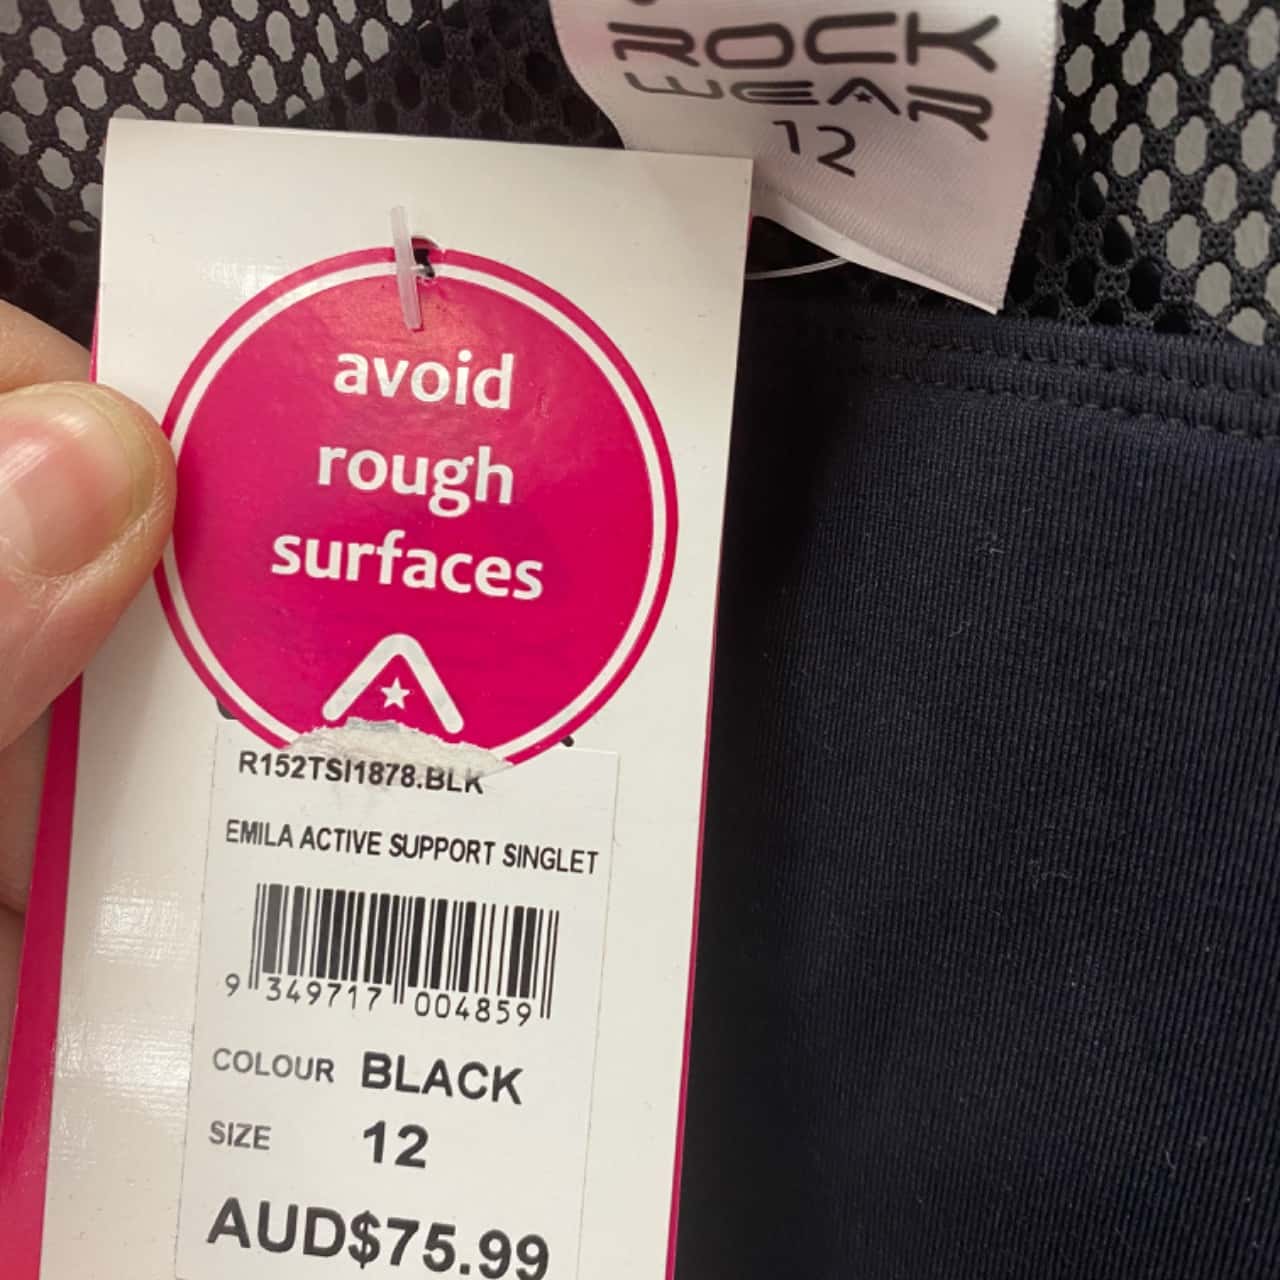 ROCK
WEAR
12
avoid
rough
surfaces
R152TSI1878.BLK
EMILA ACTIVE SUPPORT SINGLET
9 349717 004859
COLOUR BLACK
SIZE 12
AUD$75.99